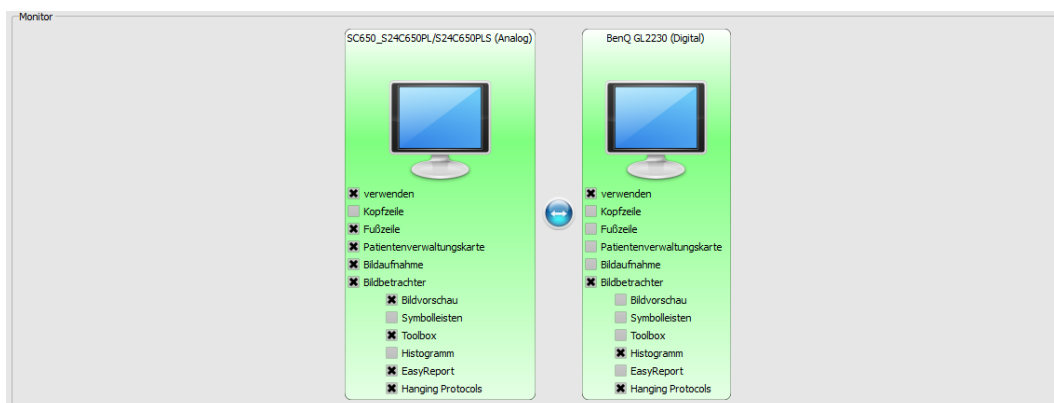 Monitor
SC650_S24C650PL/S24C650PLS (Analog)
verwenden
Kopfzeile
Fußzeile
Patientenverwaltungskarte
Bildaufnahme
Bildbetrachter
Bildvorschau
Symbolleisten
Toolbox
Histogramm
EasyReport
Hanging Protocols
BenQ GL2230 (Digital)
verwenden
Kopfzeile
Fußzeile
Patientenverwaltungskarte
Bildaufnahme
Bildbetrachter
Bildvorschau
Symbolleisten
Toolbox
Histogramm
EasyReport
Hanging Protocols